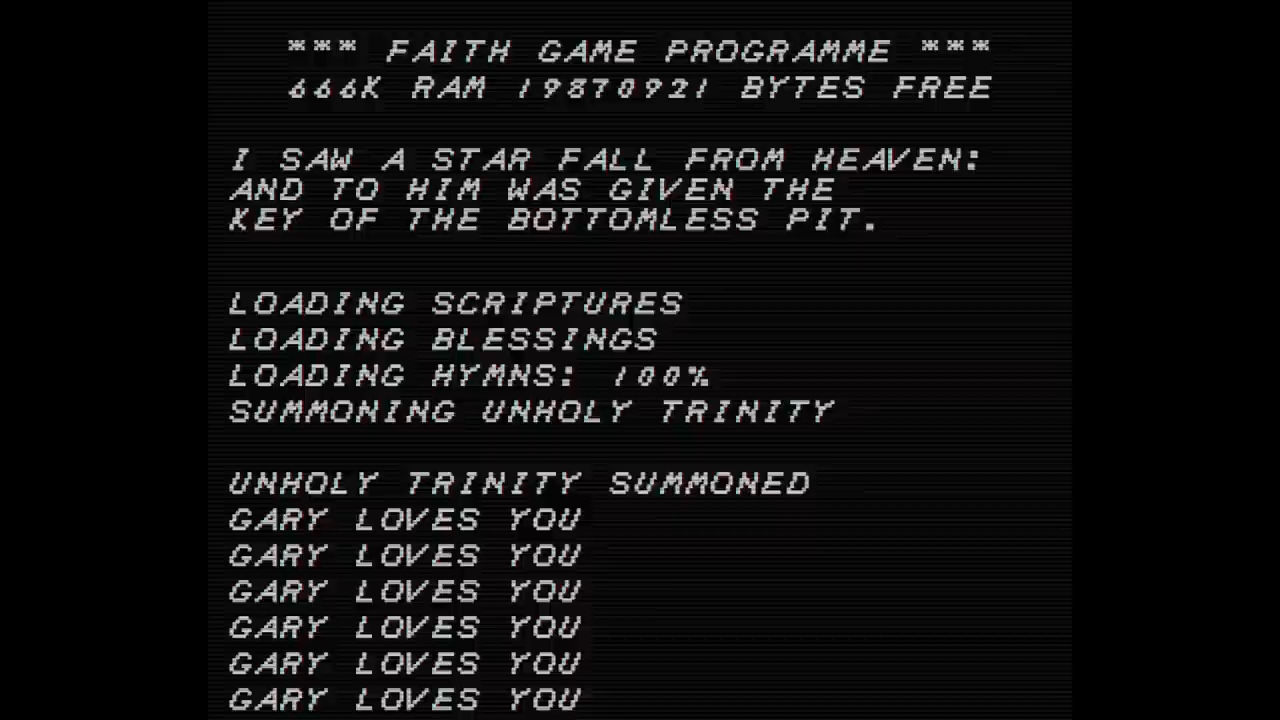 *** FAITH GAME PROGRAMME ***
666K RAM 19870921 BYTES FREE
I SAW A STAR FALL FROM HEAVEN:
AND TO HIM WAS GIVEN THE
KEY OF THE BOTTOMLESS PIT.
LOADING SCRIPTURES
LOADING BLESSINGS
LOADING HYMNS: 100%
SUMMONING UNHOLY TRINITY
UNHOLY TRINITY SUMMONED
GARY LOVES YOU
GARY LOVES YOU
GARY LOVES YOU
GARY LOVES YOU
GARY LOVES YOU
GARY LOVES YOU